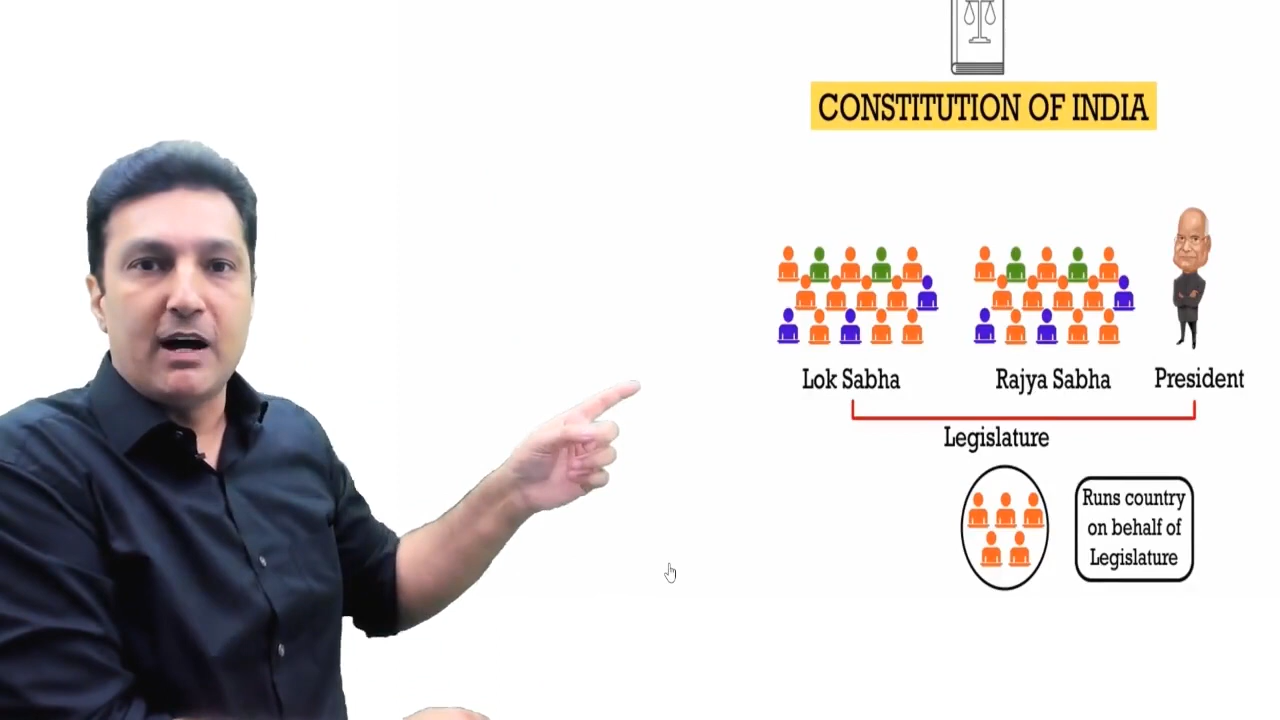 CONSTITUTION OF INDIA
Lok Sabha
Rajya Sabha
President
Legislature
Runs country
on behalf of
Legislature